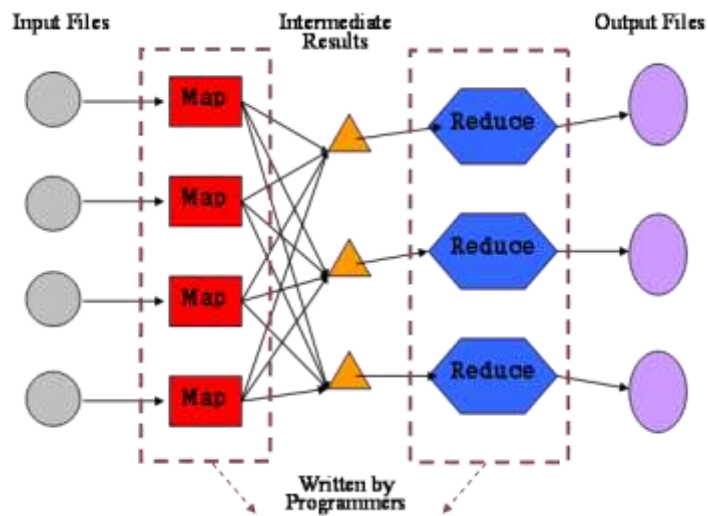 Input Files
Intermediate
Results
Output Files
Map
Reduce
Map
Reduce
Map
Reduce
Map
Written by
Programmers